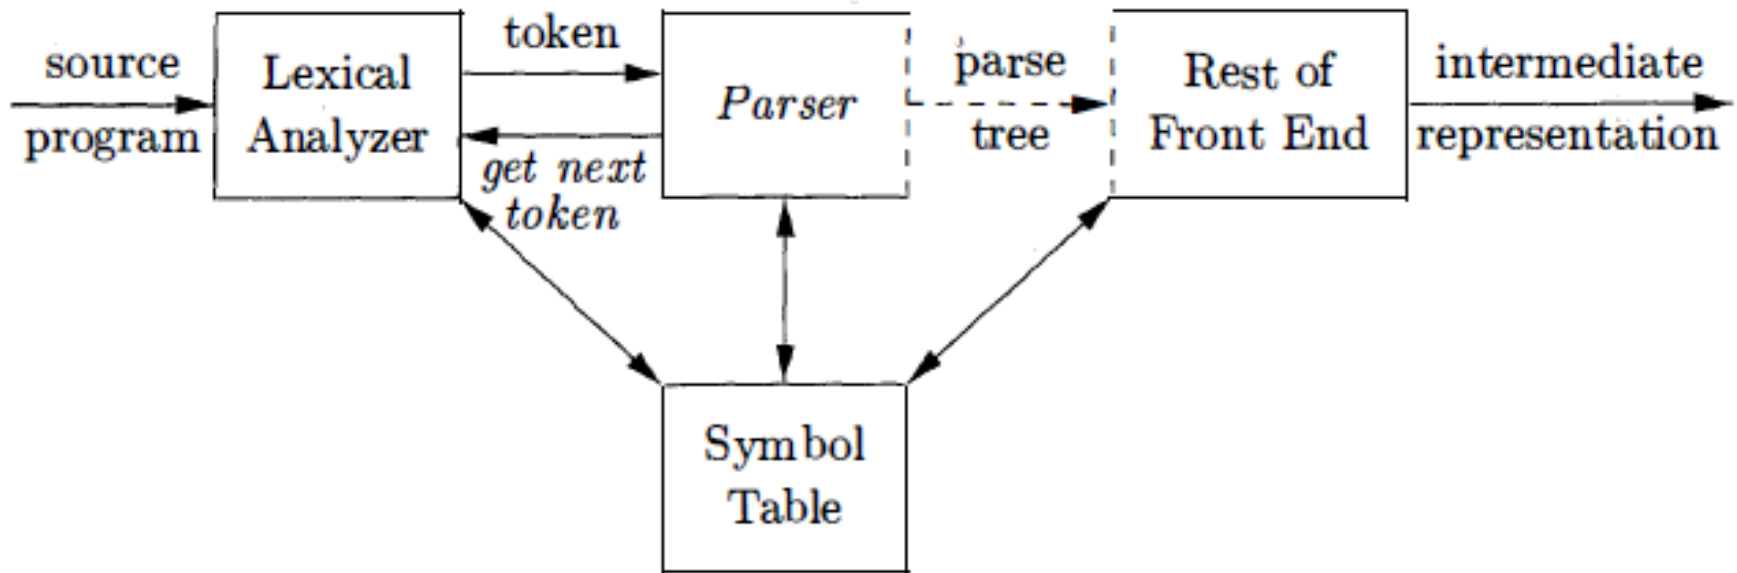 source
program
Lexical
Analyzer
token
get next
token
Parser
parse
tree
Rest of
Front End
intermediate
representation
Symbol
Table